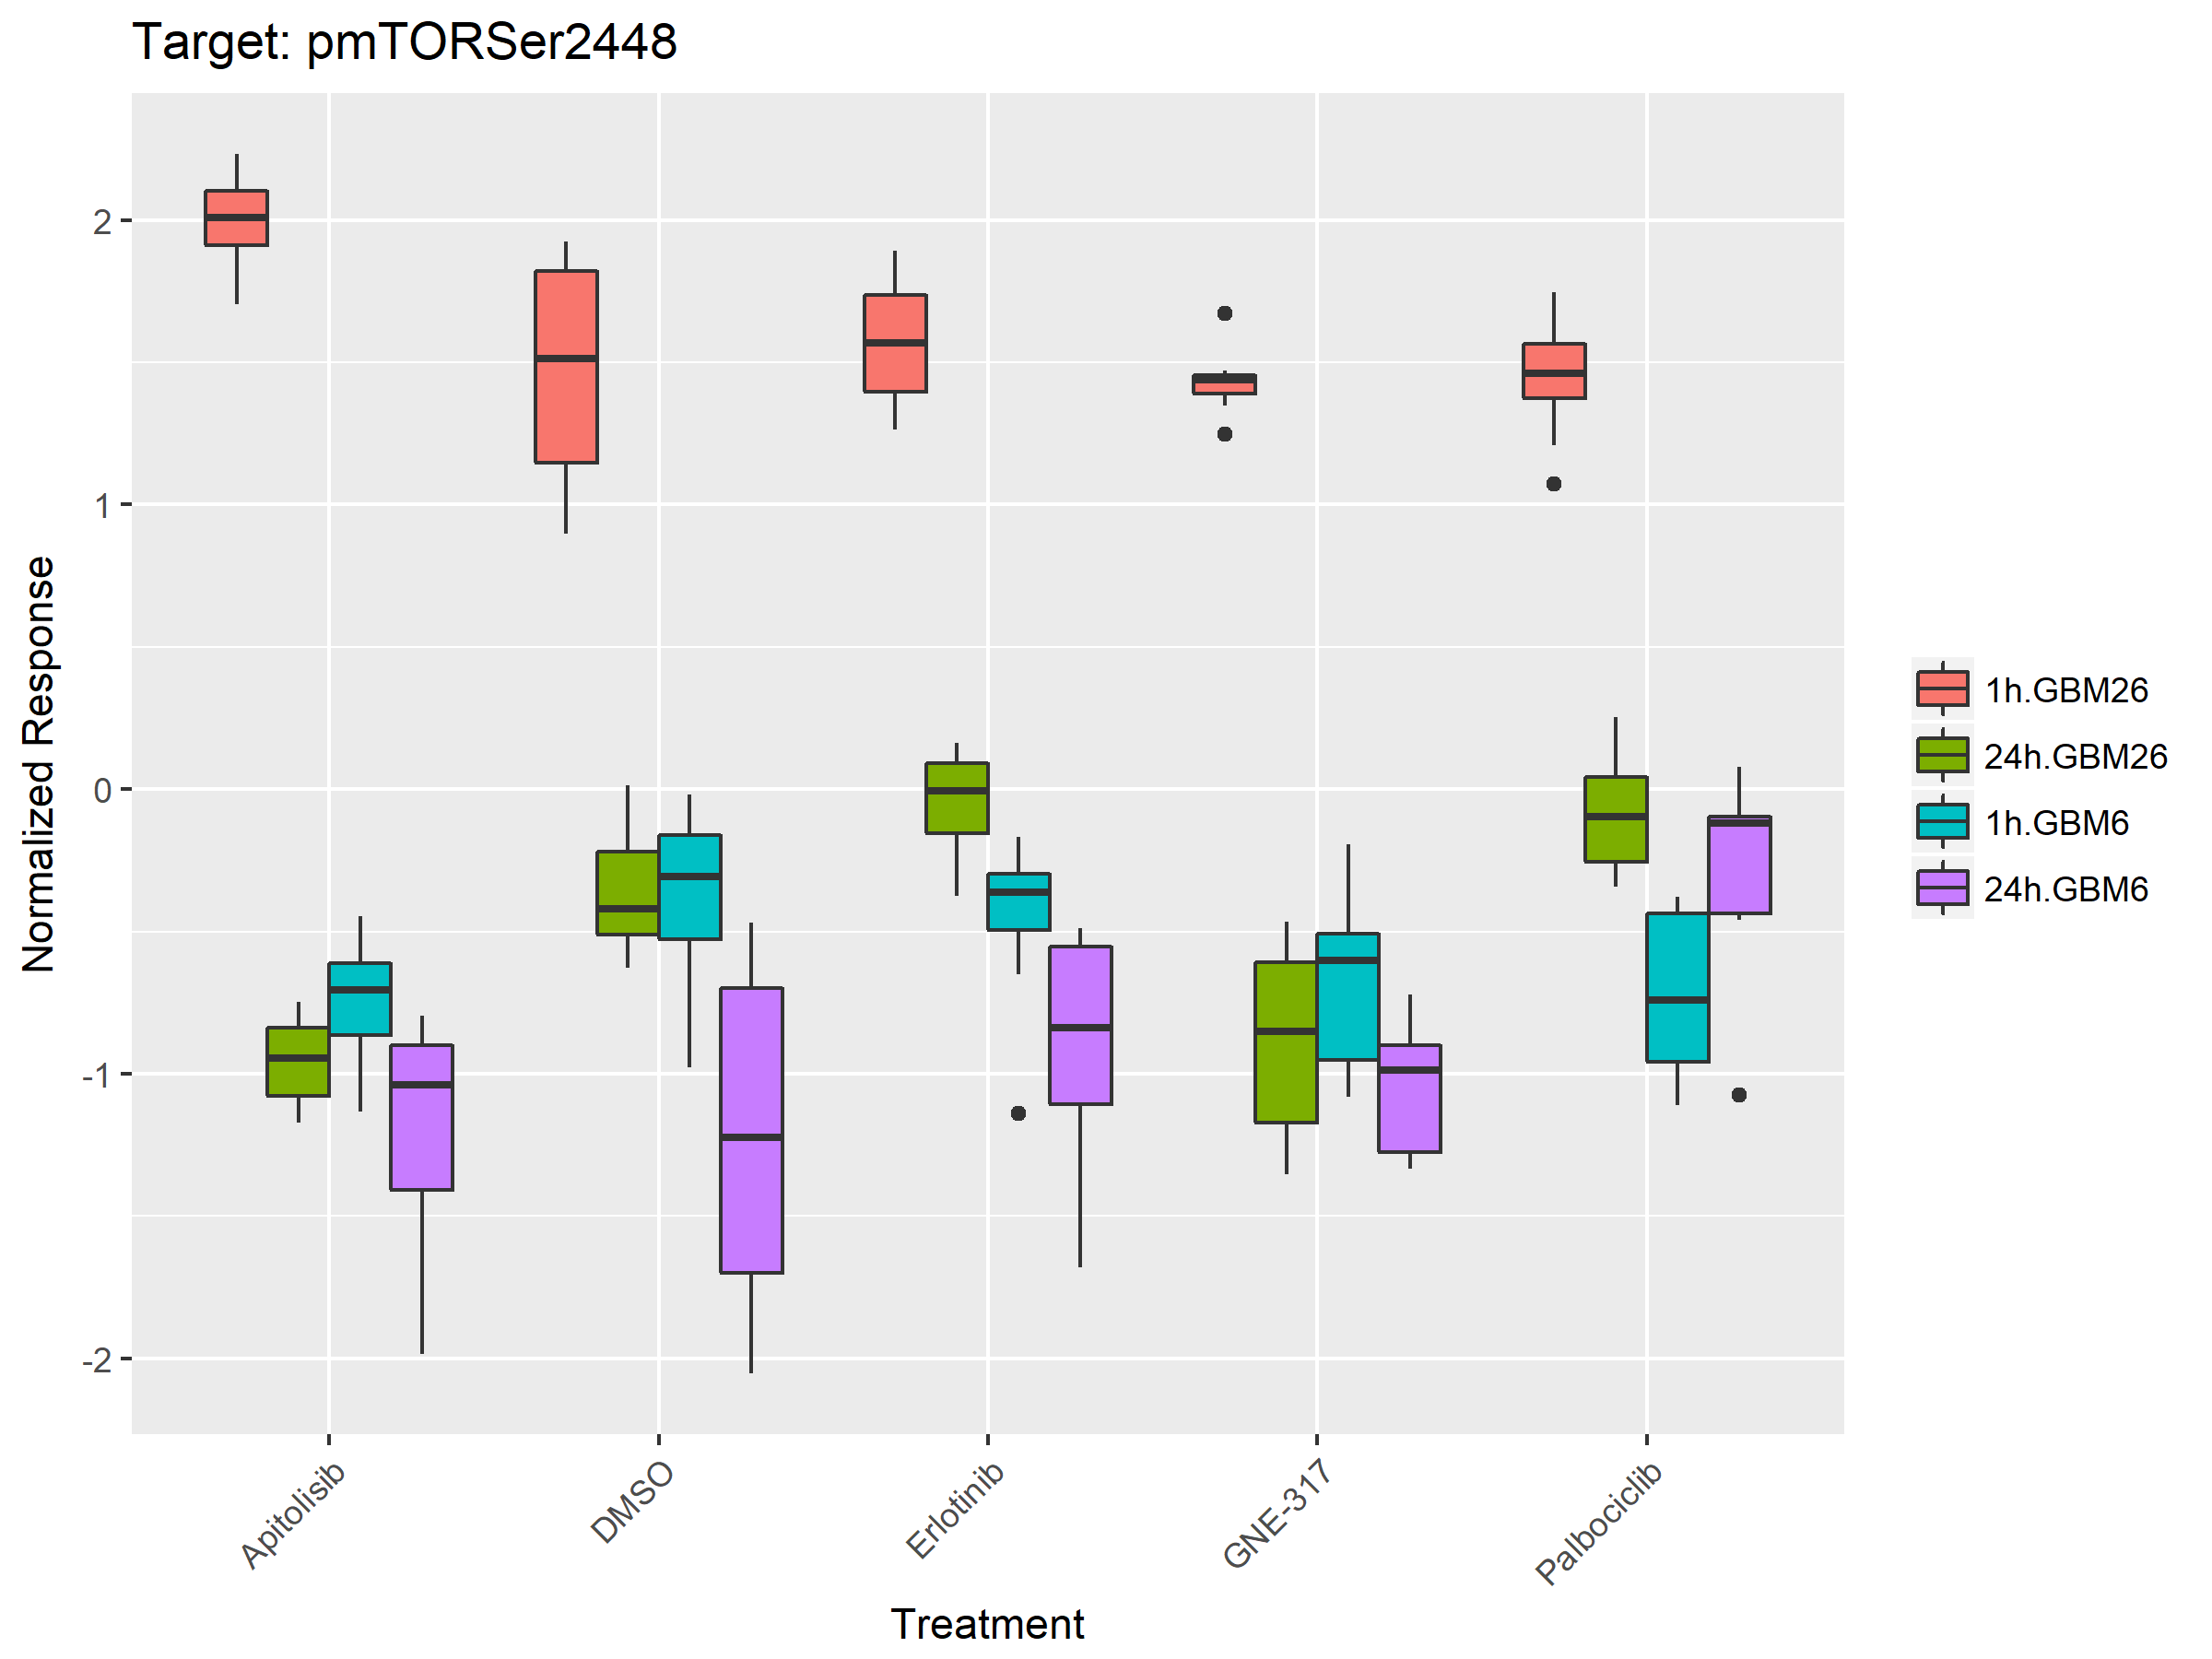 Target: pmTORSer2448
Normalized Response
2
1
0
-1
-2
Apitolisib
DMSO
Erlotinib
GNE-317
Palbociclib
Treatment
1h.GBM26
24h.GBM26
1h.GBM6
24h.GBM6